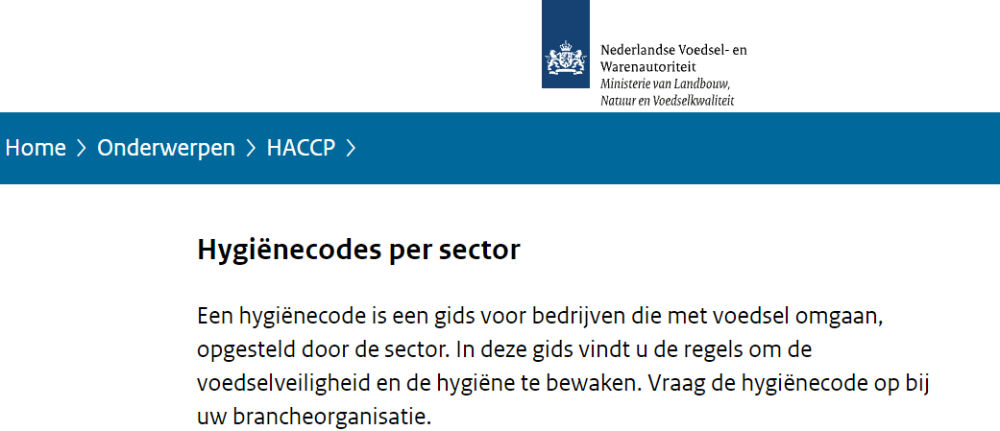 Nederlandse Voedsel- en
Warenautoriteit
Ministerie van Landbouw,
Natuur en Voedselkwaliteit
Home > Onderwerpen > HACCP >
Hygiënecodes per sector
Een hygiënecode is een gids voor bedrijven die met voedsel omgaan,
opgesteld door de sector. In deze gids vindt u de regels om de
voedselveiligheid en de hygiëne te bewaken. Vraag de hygiënecode op bij
uw brancheorganisatie.